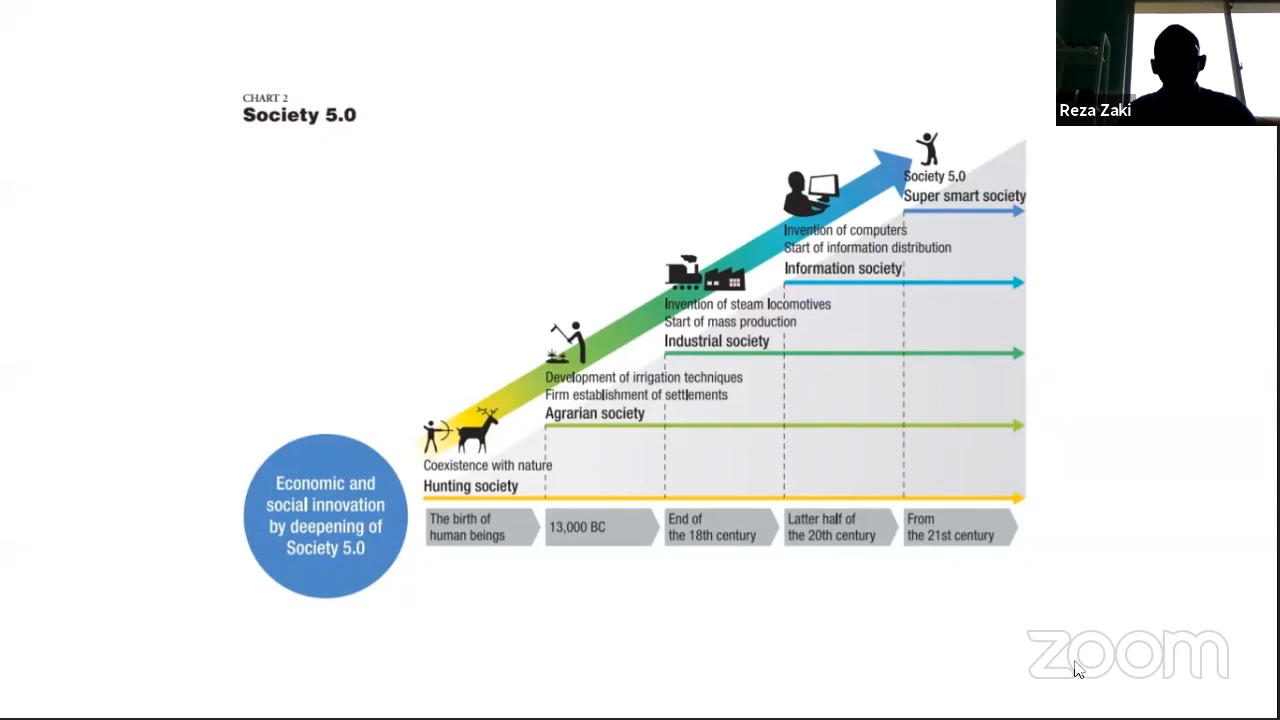 CHART 2
Society 5.0
Reza Zaki
Society 5.0
Super smart society
Invention of computers
Start of information distribution
Information society
Invention of steam locomotives
Start of mass production
Industrial society
Development of irrigation techniques
Firm establishment of settlements
Agrarian society
Coexistence with nature
Hunting society
Economic and
social innovation
by deepening of
Society 5.0
The birth of
human beings
13,000 BC
End of
the 18th century
Latter half of
the 20th century
From
the 21st century
zoom